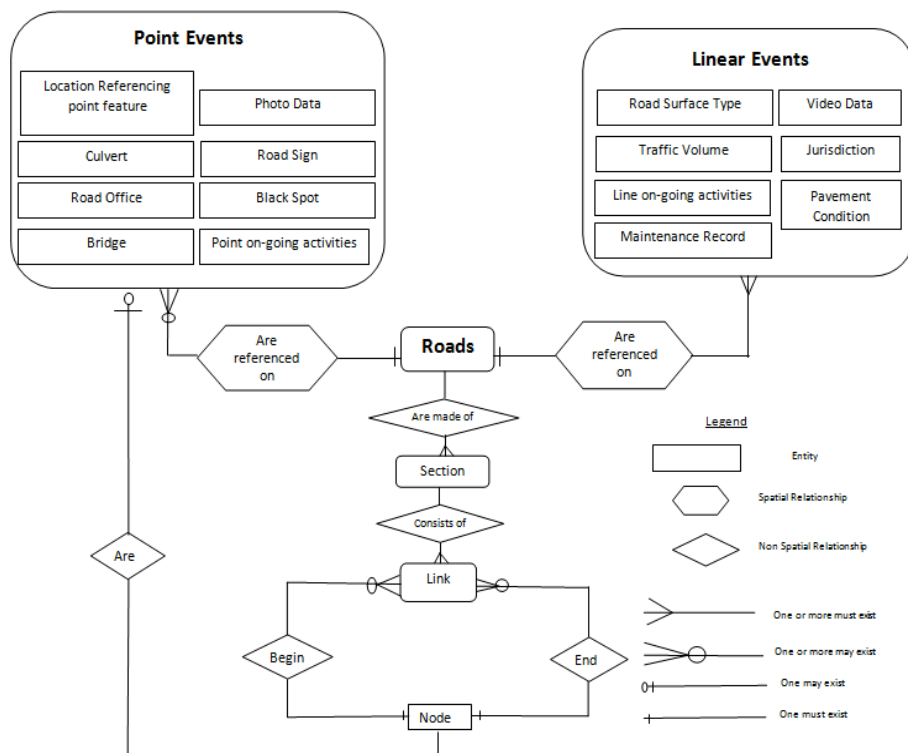 Point Events
Location Referencing
point feature
Photo Data
Culvert
Road Sign
Road Office
Black Spot
Bridge
Point on-going activities
Linear Events
Road Surface Type
Video Data
Traffic Volume
Jurisdiction
Line on-going activities
Pavement
Condition
Maintenance Record
Are
referenced
on
Roads
Are
referenced
on
Are made of
Section
Consists of
Link
Begin
End
Node
Are
Legend
Entity
Spatial Relationship
Non Spatial Relationship
One or more must exist
One or more may exist
One may exist
One must exist